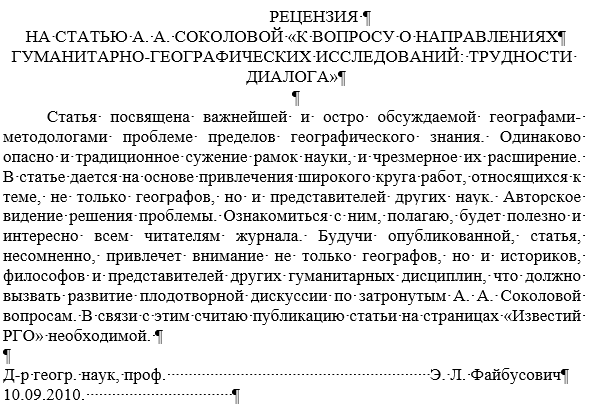 РЕЦЕНЗИЯ
НА СТАТЬЮ А. А. СОКОЛОВОЙ «К ВОПРОСУ О НАПРАВЛЕНИЯХ
ГУМАНИТАРНО-ГЕОГРАФИЧЕСКИХ ИССЛЕДОВАНИЙ: ТРУДНОСТИ
ДИАЛОГА»
Статья посвящена важнейшей и остро обсуждаемой географами-
методологами проблеме пределов географического знания. Одинаково
опасно и традиционное сужение рамок науки, и чрезмерное их расширение.
В статье дается на основе привлечения широкого круга работ, относящихся к
теме, не только географов, но и представителей других наук. Авторское
видение решения проблемы. Ознакомиться с ним, полагаю, будет полезно и
интересно всем читателям журнала. Будучи опубликованной, статья,
несомненно, привлечет внимание не только географов, но и историков,
философов и представителей других гуманитарных дисциплин, что должно
вызвать развитие плодотворной дискуссии по затронутым А. А. Соколовой
вопросам. В связи с этим считаю публикацию статьи на страницах «Известий
РГО» необходимой.
Д-р геогр. наук, проф. Э. Л. Файбусович
10.09.2010.